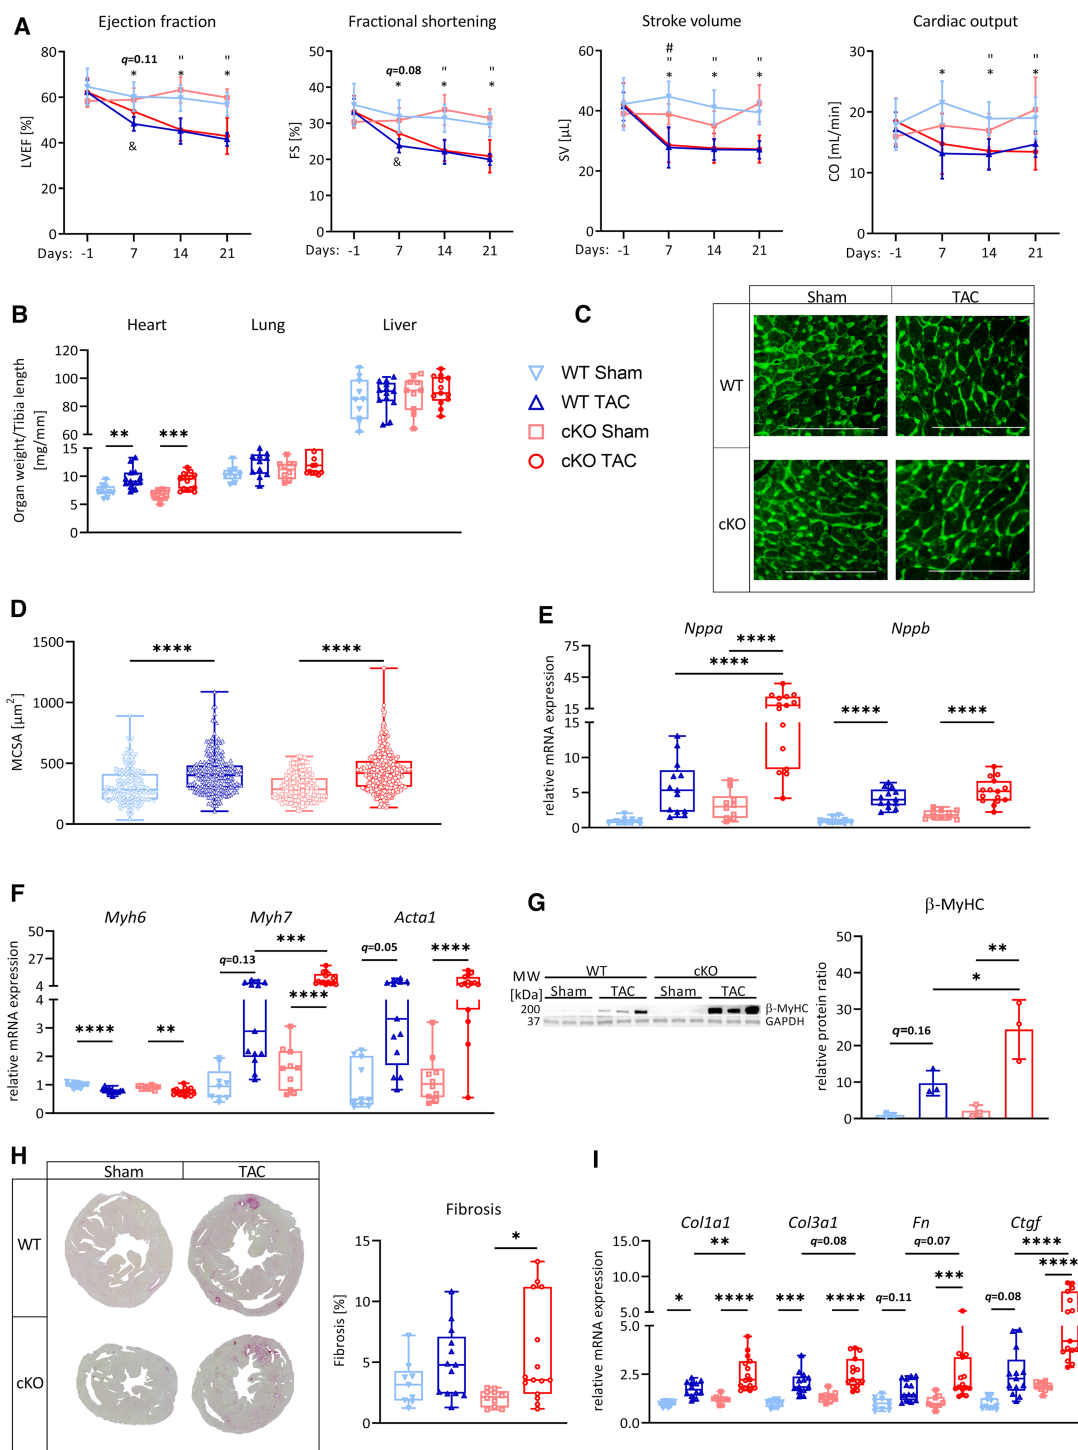 A
Ejection fraction
Fractional shortening
Stroke volume
Cardiac output
80
60
40
20
0
LVEF [%]
q=0.11
"
"
*
*
*
&
Days: -1 7 14 21
50
40
30
20
10
0
FS [%]
q=0.08
"
"
*
*
&
Days: -1 7 14 21
60
40
20
0
SV [µL]
#
"
"
"
*
*
*
Days: -1 7 14 21
30
20
10
0
CO [mL/min]
"
"
*
*
*
Days: -1 7 14 21
B
Heart
Lung
Liver
120
100
80
60
15
10
5
0
Organ weight/Tibia length
[mg/mm]
**
***
WT Sham
WT TAC
cKO Sham
cKO TAC
C
Sham
TAC
WT
cKO
D
1500
1000
500
0
MCSA [µm²]
****
****
E
Nppa
Nppb
75
45
15
15
10
5
0
relative mRNA expression
****
****
****
****
F
Myh6
Myh7
Acta1
50
27
4
4
3
2
1
0
relative mRNA expression
****
**
q=0.13
***
****
q=0.05
****
G
MW
[kDa]
WT
cKO
Sham
TAC
Sham
TAC
200
β-MyHC
37
GAPDH
β-MyHC
50
40
30
20
10
0
relative protein ratio
q=0.16
*
**
H
Sham
TAC
WT
cKO
Fibrosis
15
10
5
0
Fibrosis [%]
*
I
Col1a1
Col3a1
Fn
Ctgf
15.0
10.0
5.0
5.0
2.5
0.0
relative mRNA expression
*
**
****
***
q=0.08
****
q=0.11
q=0.07
***
q=0.08
****
****